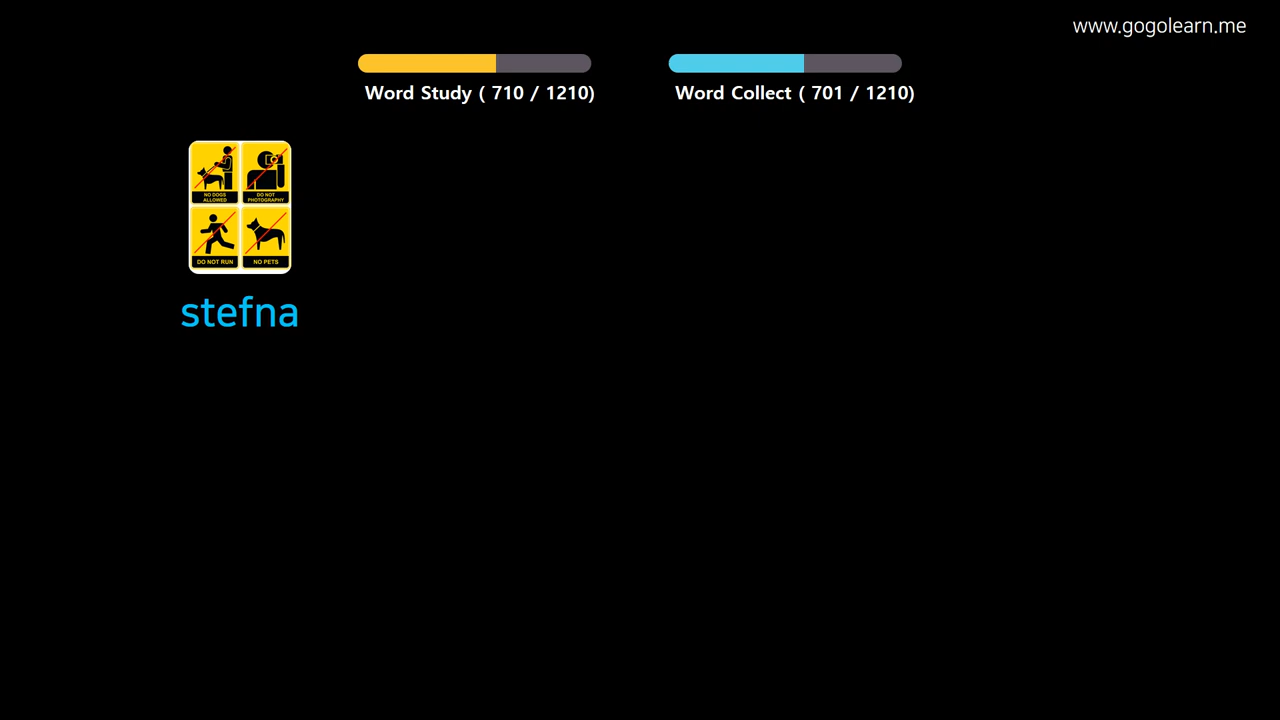 www.gogolearn.me
Word Study ( 710 / 1210)
Word Collect ( 701 / 1210)
NO DOGS
ALLOWED
DO NOT
PHOTOGRAPHY
DO NOT RUN
NO PETS
stefna